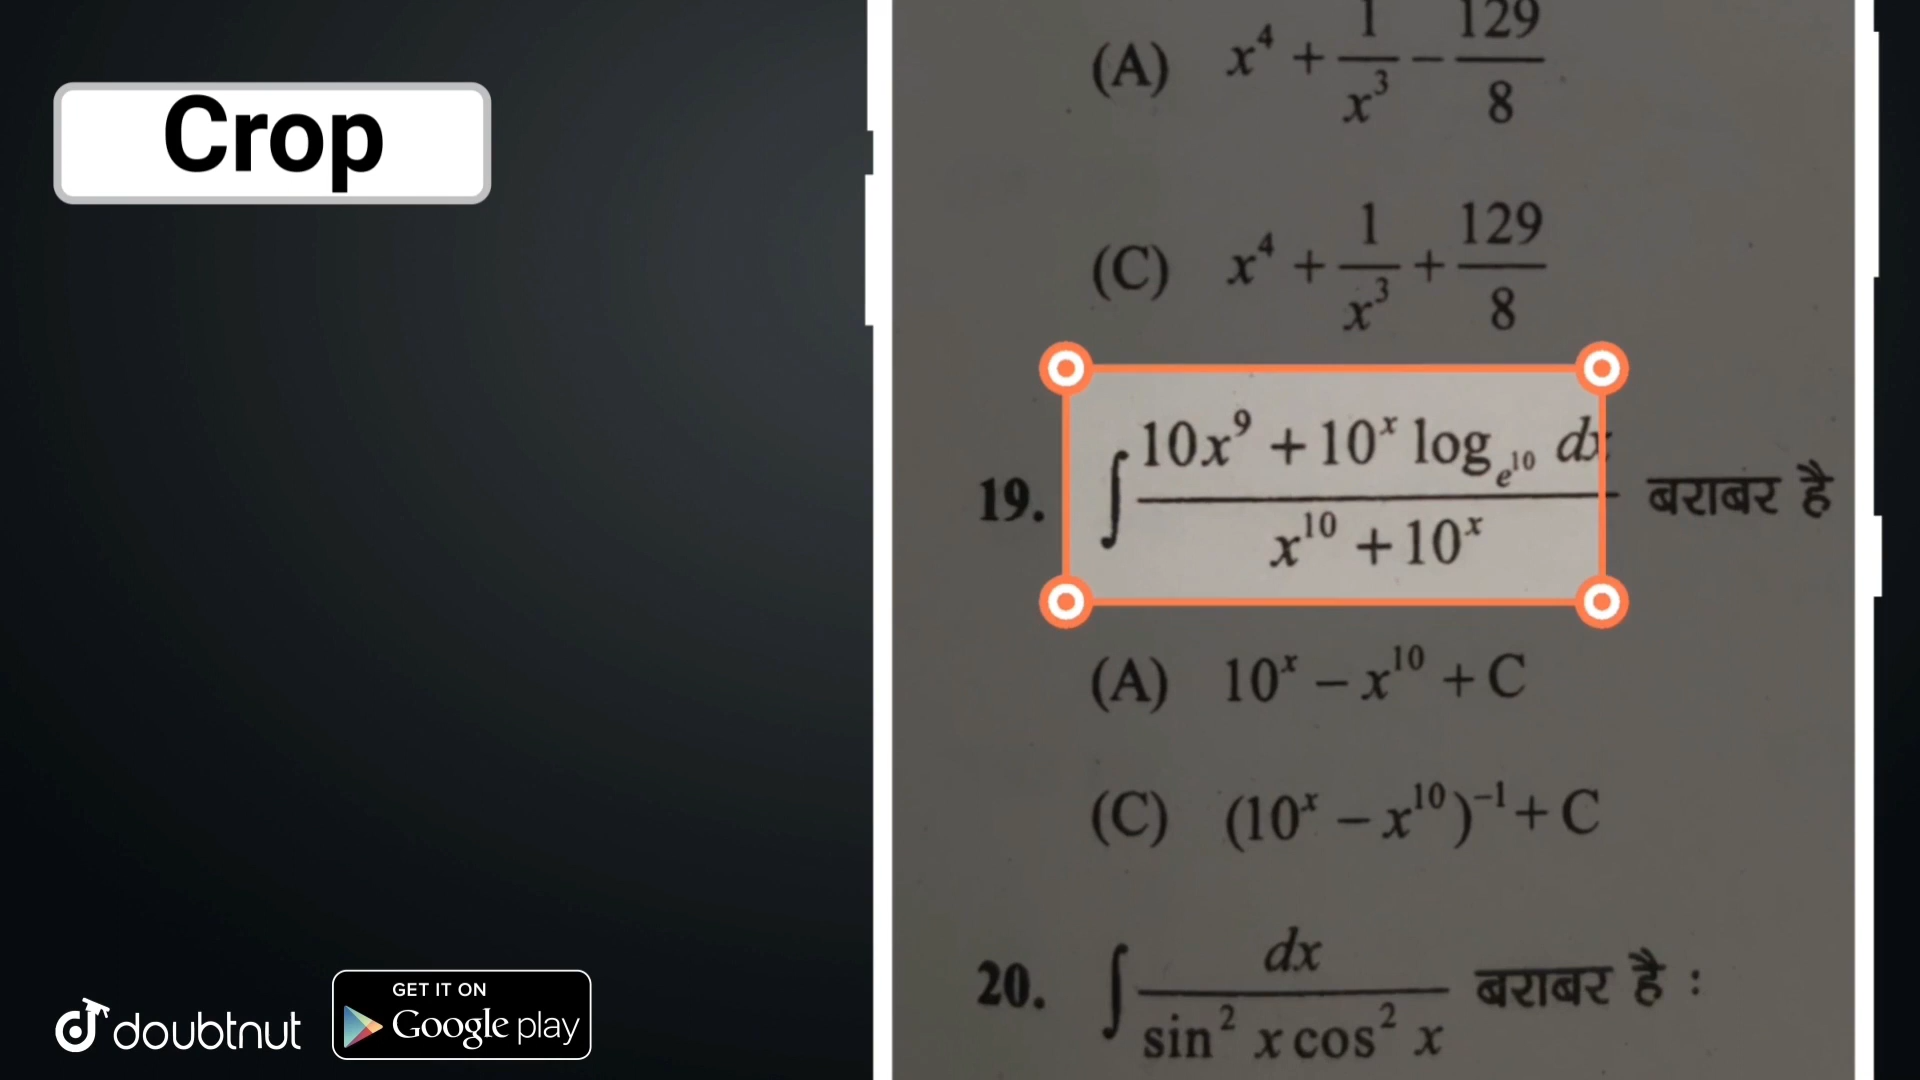 Crop
(A) x⁴ + 1/x³ − 129/8
(C) x⁴ + 1/x³ + 129/8
19. ∫ (10x⁹ + 10ˣ log_e¹⁰ dx)/(x¹⁰ + 10ˣ) बराबर है
(A) 10ˣ − x¹⁰ + C
(C) (10ˣ − x¹⁰)⁻¹ + C
20. ∫ dx/(sin² x cos² x) बराबर है :
doubtnut
GET IT ON
Google play